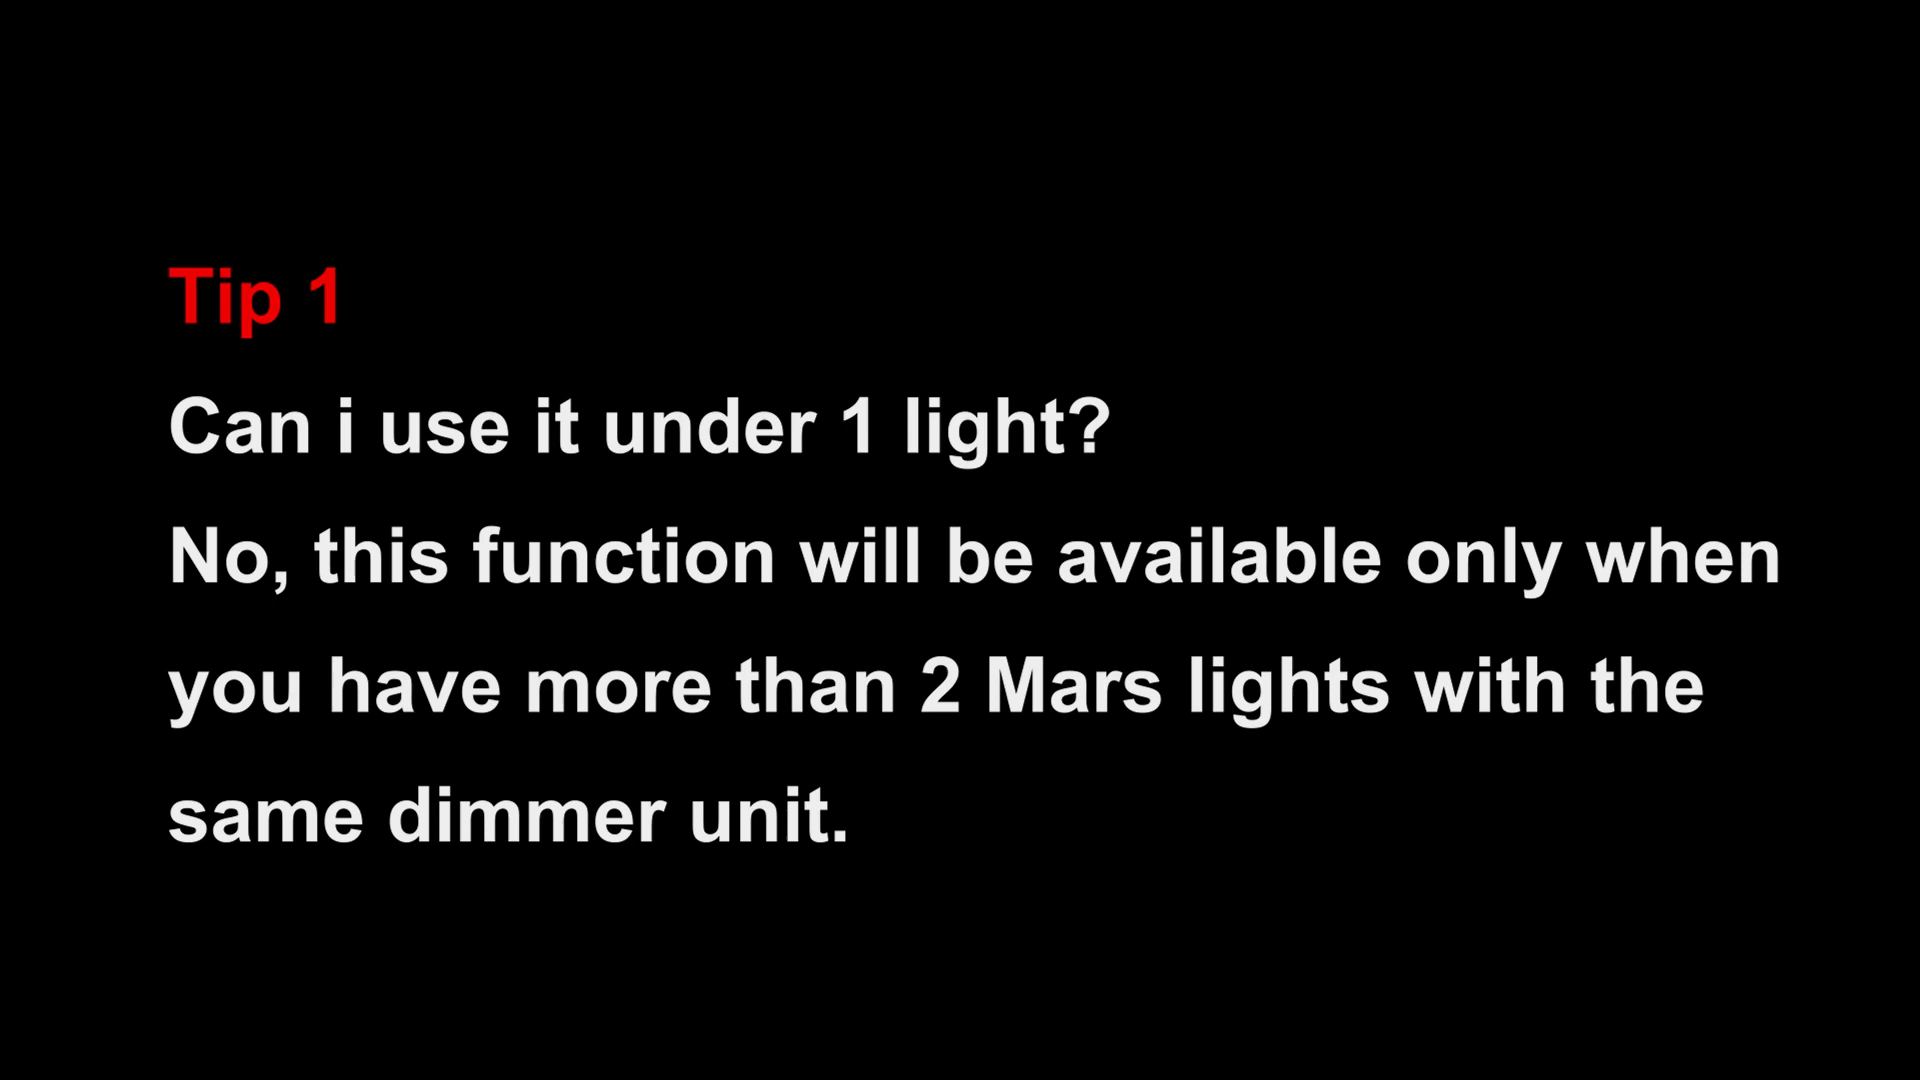 Tip 1
Can i use it under 1 light?
No, this function will be available only when
you have more than 2 Mars lights with the
same dimmer unit.